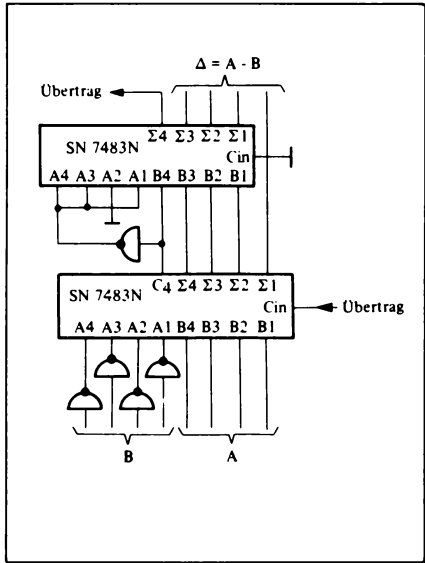 Δ = A - B
Übertrag
Σ4 Σ3 Σ2 Σ1
SN 7483N
Cin
A4 A3 A2 A1 B4 B3 B2 B1
C4 Σ4 Σ3 Σ2 Σ1
SN 7483N
Cin
Übertrag
A4 A3 A2 A1 B4 B3 B2 B1
B
A